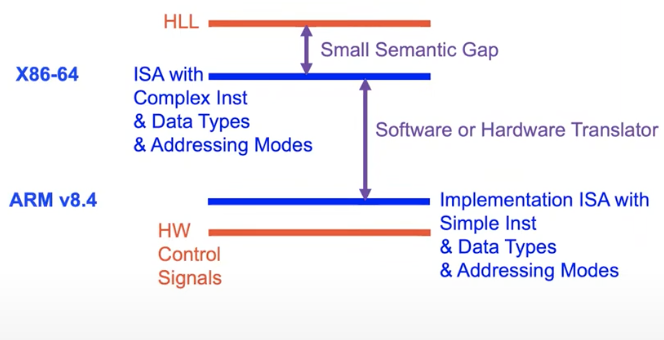 HLL
Small Semantic Gap
X86-64
ISA with
Complex Inst
& Data Types
& Addressing Modes
Software or Hardware Translator
ARM v8.4
Implementation ISA with
Simple Inst
& Data Types
& Addressing Modes
HW
Control
Signals